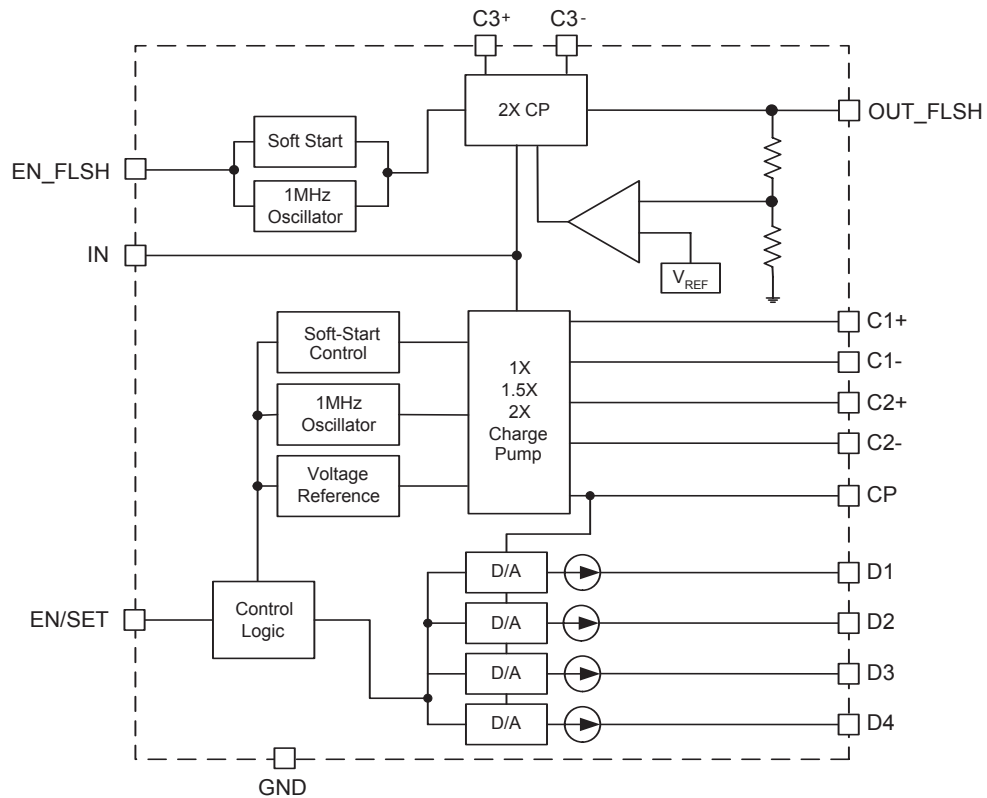 C3+ C3-
2X CP
OUT_FLSH
Soft Start
EN_FLSH
1MHz
Oscillator
IN
VREF
C1+
Soft-Start
Control
C1-
1X
1.5X
2X
Charge
Pump
1MHz
Oscillator
C2+
C2-
Voltage
Reference
CP
D/A
D1
EN/SET
Control
Logic
D/A
D2
D/A
D3
D/A
D4
GND